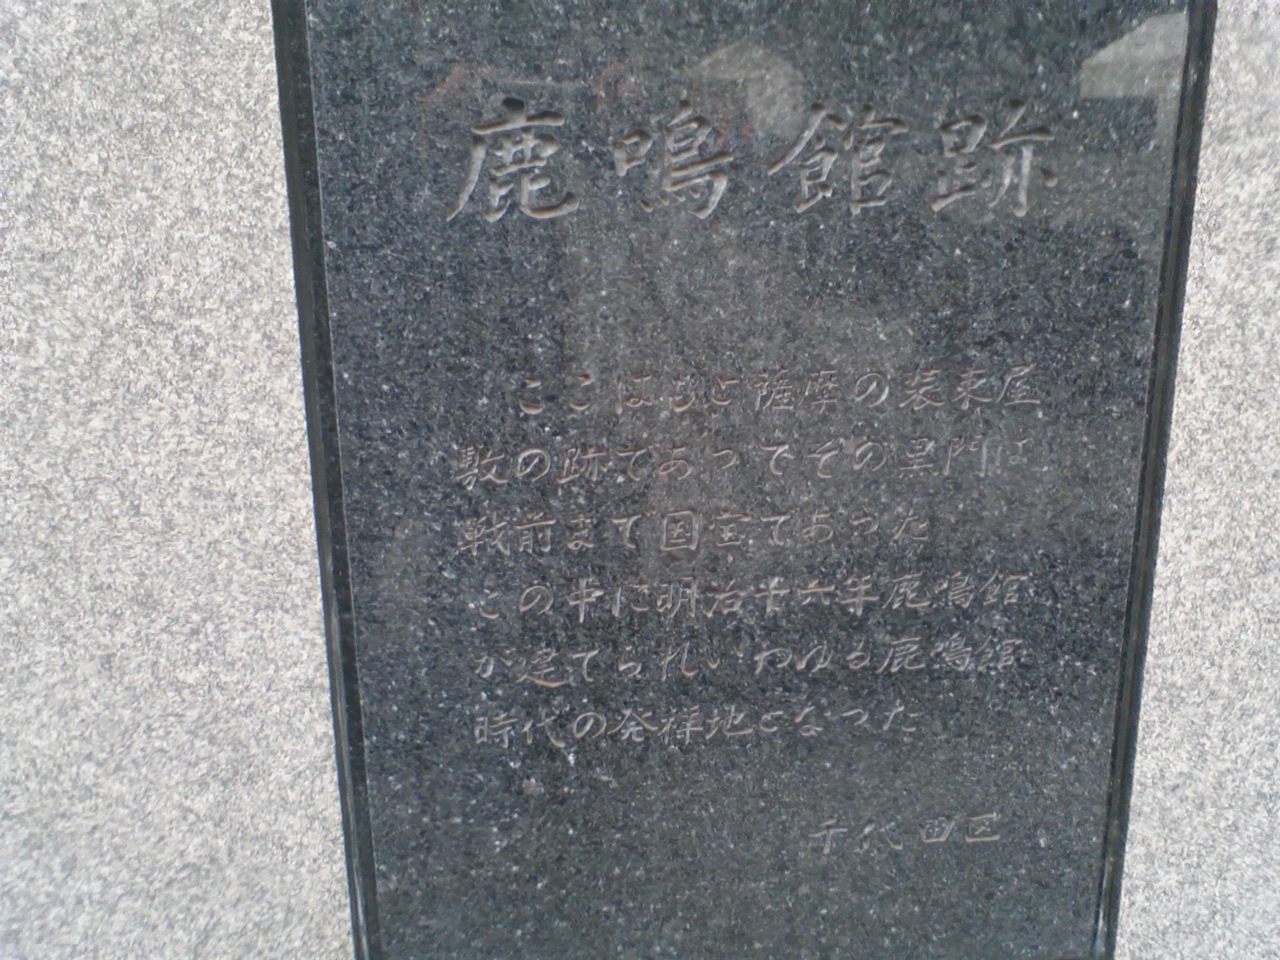 鹿鳴館跡
ここはもと薩摩の装束屋
敷の跡であつてその黒門は
戦前まで国宝であつた
この中に明治十六年鹿鳴館
が建てられいわゆる鹿鳴館
時代の発祥地となつた
千代田区